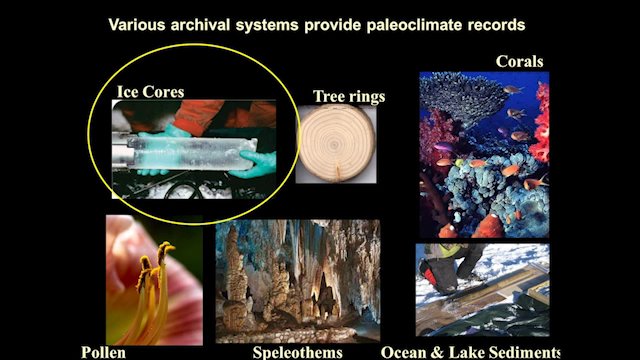 Various archival systems provide paleoclimate records
Corals
Ice Cores
Tree rings
Pollen
Speleothems
Ocean & Lake Sediments